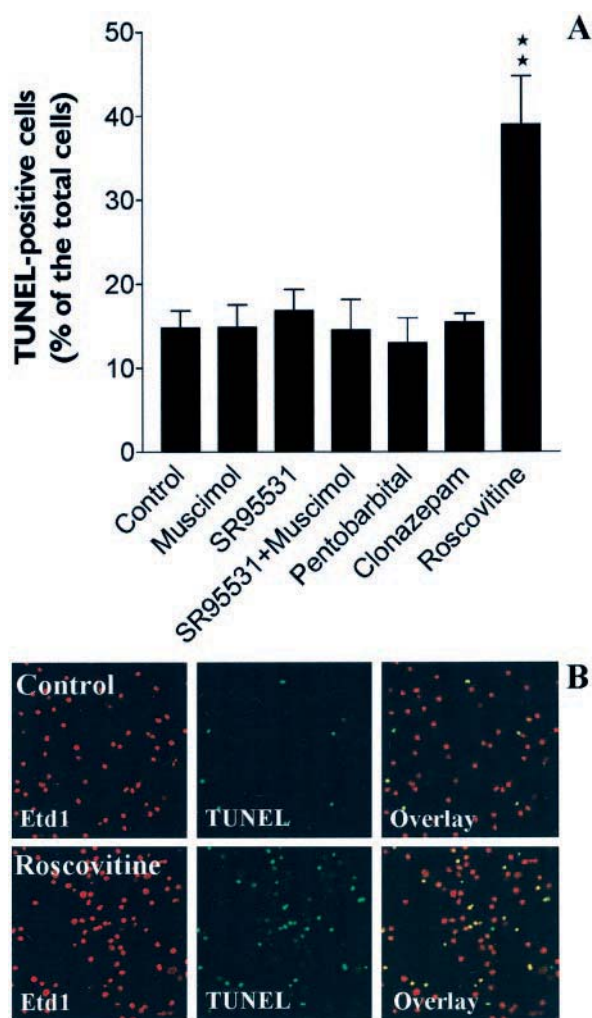 A
TUNEL-positive cells
(% of the total cells)
50
40
30
20
10
0
★
★
Control
Muscimol
SR95531
SR95531+Muscimol
Pentobarbital
Clonazepam
Roscovitine
B
Control
Etd1
TUNEL
Overlay
Roscovitine
Etd1
TUNEL
Overlay